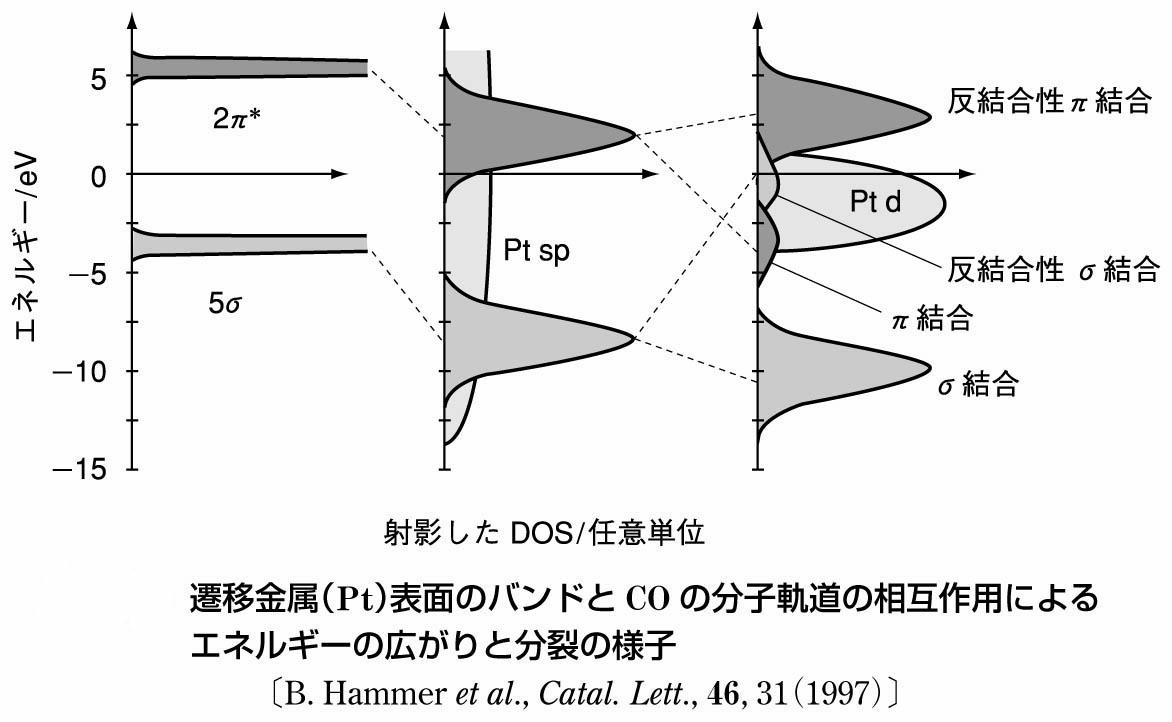 エネルギー/eV
5
0
−5
−10
−15
2π*
5σ
Pt sp
反結合性 π 結合
Pt d
反結合性 σ 結合
π 結合
σ 結合
射影した DOS/任意単位
遷移金属(Pt)表面のバンドと CO の分子軌道の相互作用による
エネルギーの広がりと分裂の様子
〔B. Hammer et al., Catal. Lett., 46, 31(1997)〕